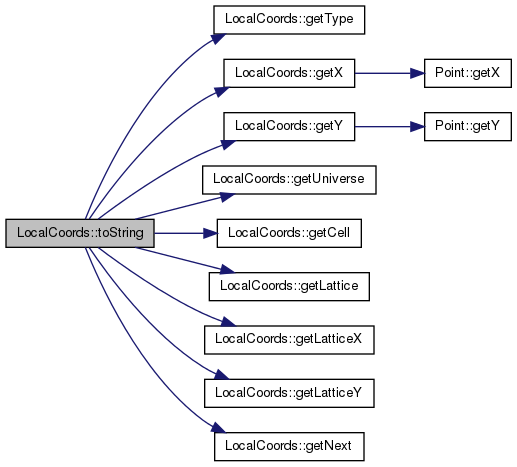 LocalCoords::getType
LocalCoords::getX
Point::getX
LocalCoords::getY
Point::getY
LocalCoords::getUniverse
LocalCoords::toString
LocalCoords::getCell
LocalCoords::getLattice
LocalCoords::getLatticeX
LocalCoords::getLatticeY
LocalCoords::getNext